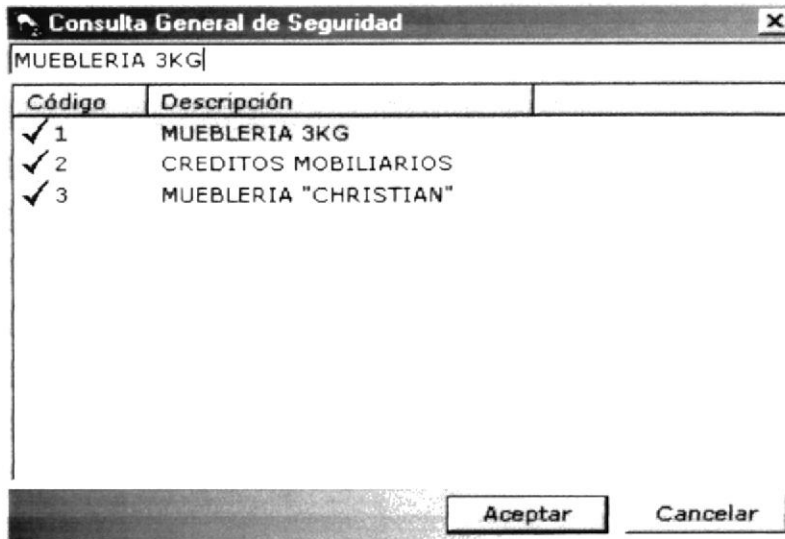 Consulta General de Seguridad
MUEBLERIA 3KG
Código Descripción
1 MUEBLERIA 3KG
2 CREDITOS MOBILIARIOS
3 MUEBLERIA "CHRISTIAN"
Aceptar Cancelar